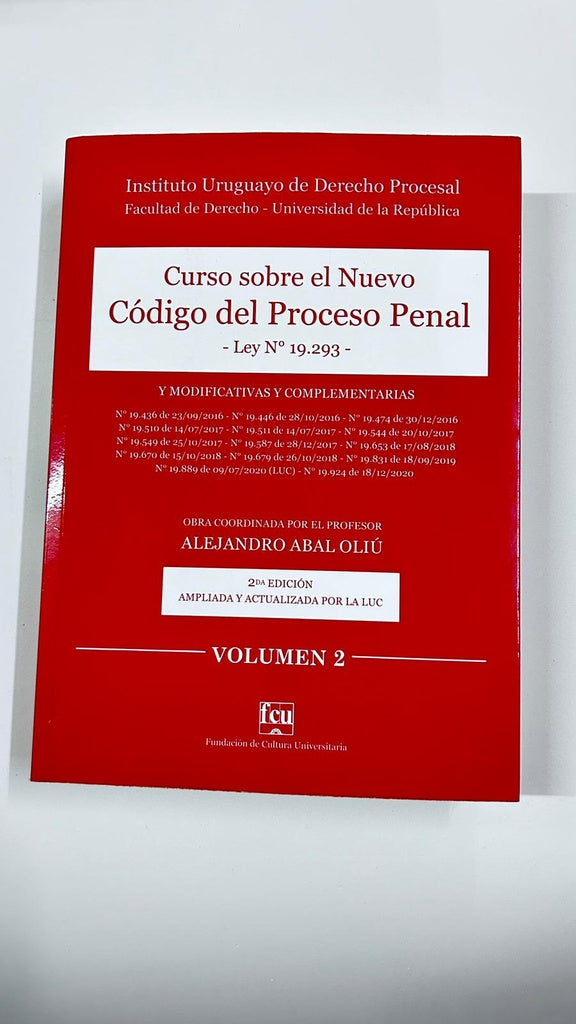 Instituto Uruguayo de Derecho Procesal
Facultad de Derecho - Universidad de la República
Curso sobre el Nuevo
Código del Proceso Penal
- Ley N° 19.293 -
Y MODIFICATIVAS Y COMPLEMENTARIAS
N° 19.436 de 23/09/2016 - N° 19.446 de 28/10/2016 - N° 19.474 de 30/12/2016
N° 19.510 de 14/07/2017 - N° 19.511 de 14/07/2017 - N° 19.544 de 20/10/2017
N° 19.549 de 25/10/2017 - N° 19.587 de 28/12/2017 - N° 19.653 de 17/08/2018
N° 19.670 de 15/10/2018 - N° 19.679 de 26/10/2018 - N° 19.831 de 18/09/2019
N° 19.889 de 09/07/2020 (LUC) - N° 19.924 de 18/12/2020
OBRA COORDINADA POR EL PROFESOR
ALEJANDRO ABAL OLIÚ
2DA EDICIÓN
AMPLIADA Y ACTUALIZADA POR LA LUC
VOLUMEN 2
fcu
Fundación de Cultura Universitaria